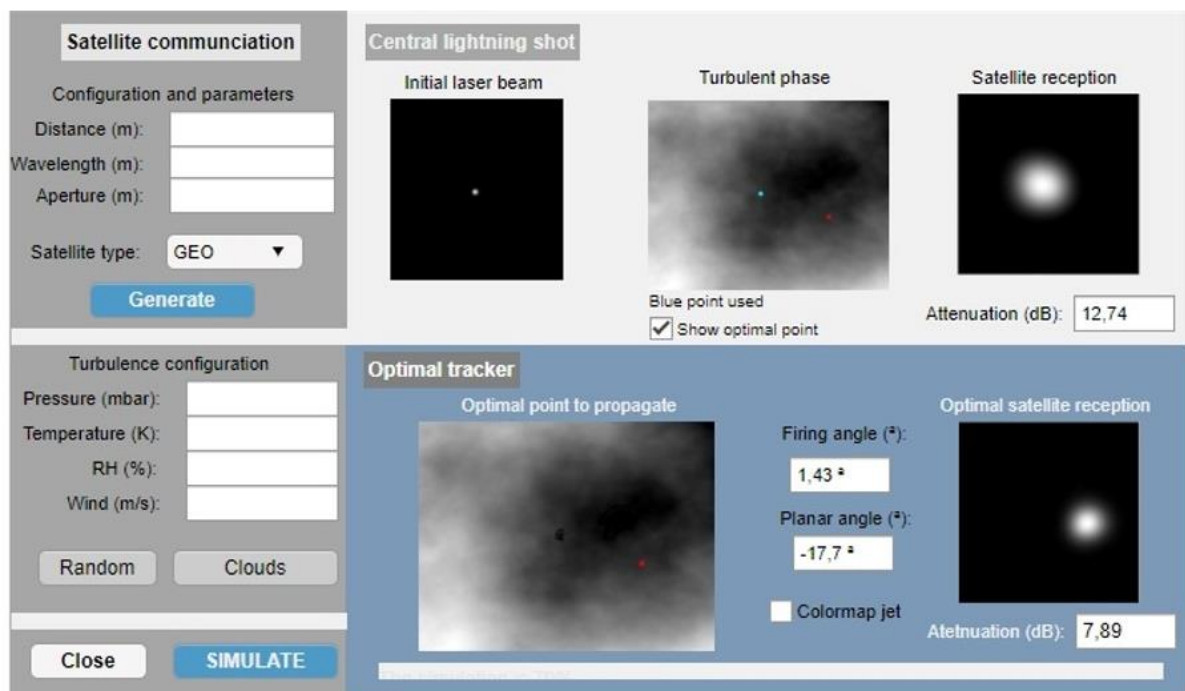 Satellite communciation
Configuration and parameters
Distance (m):
Wavelength (m):
Aperture (m):
Satellite type: GEO
Generate
Central lightning shot
Initial laser beam
Turbulent phase
Satellite reception
Blue point used
Show optimal point
Attenuation (dB): 12,74
Turbulence configuration
Pressure (mbar):
Temperature (K):
RH (%):
Wind (m/s):
Random
Clouds
Close
SIMULATE
Optimal tracker
Optimal point to propagate
Firing angle (ª):
1,43 ª
Planar angle (ª):
-17,7 ª
Colormap jet
Optimal satellite reception
Atetnuation (dB): 7,89